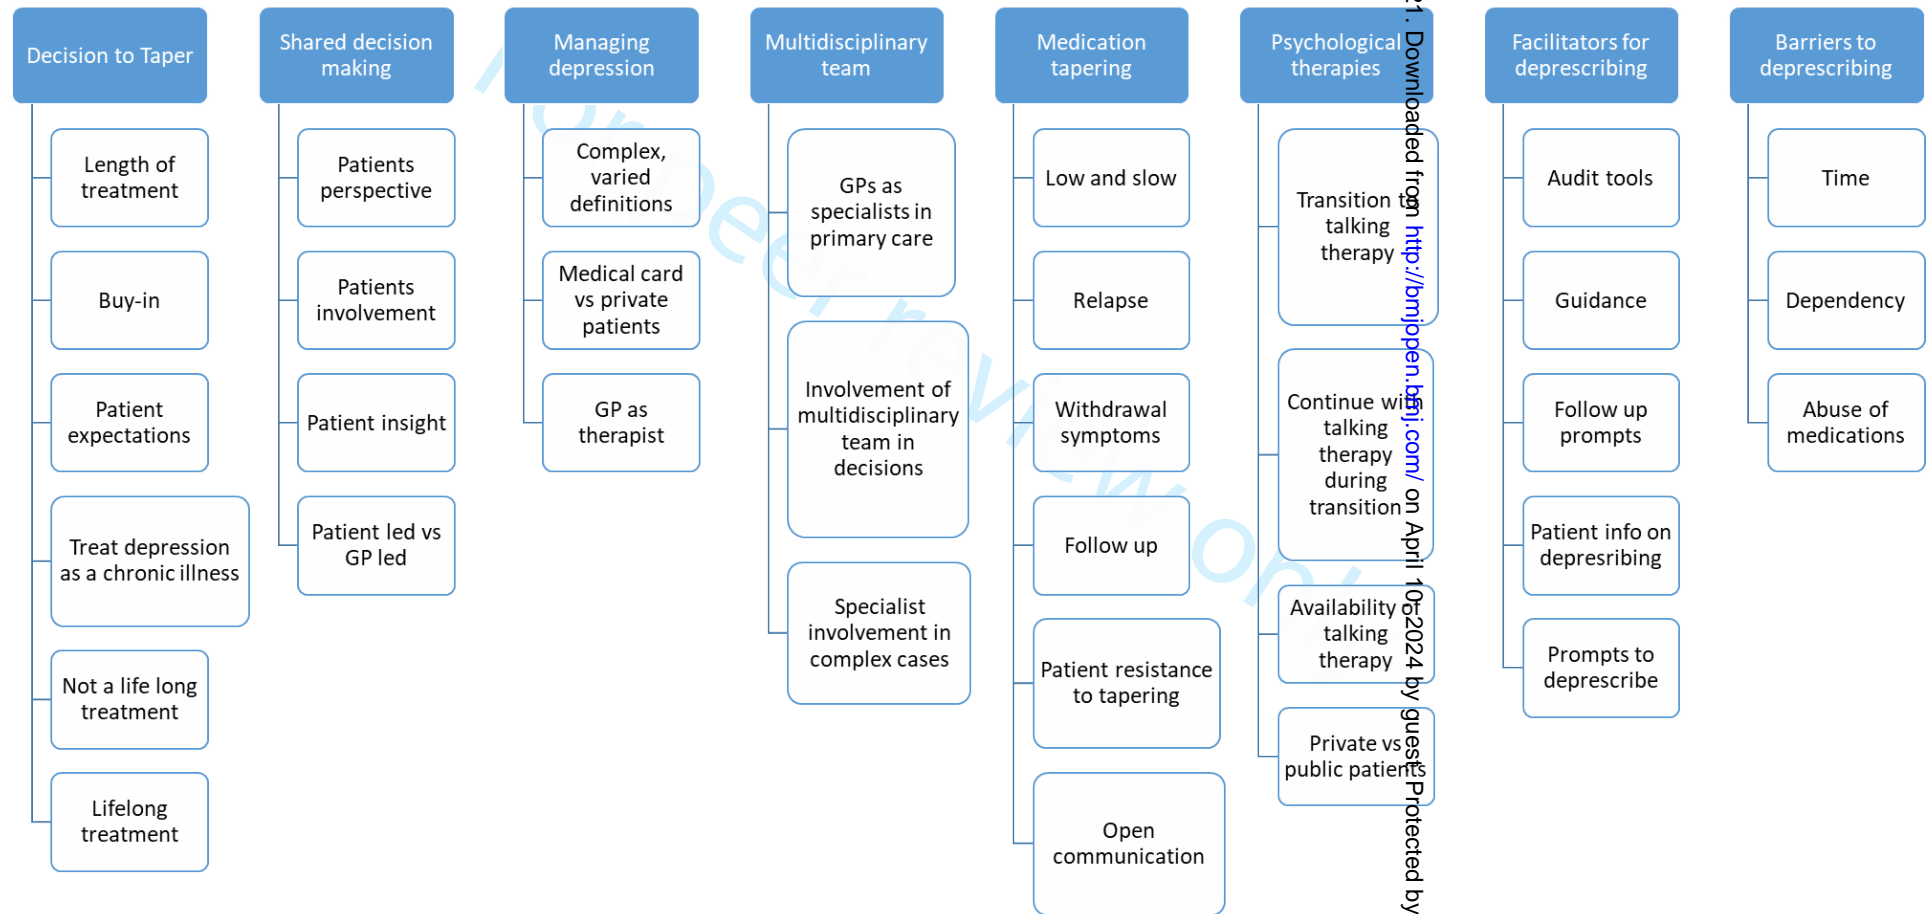 Decision to Taper
Length of
treatment
Buy-in
Patient
expectations
Treat depression
as a chronic illness
Not a life long
treatment
Lifelong
treatment
Shared decision
making
Patients
perspective
Patients
involvement
Patient insight
Patient led vs
GP led
Managing
depression
Complex,
varied
definitions
Medical card
vs private
patients
GP as
therapist
Multidisciplinary
team
GPs as
specialists in
primary care
Involvement of
multidisciplinary
team in
decisions
Specialist
involvement in
complex cases
Medication
tapering
Low and slow
Relapse
Withdrawal
symptoms
Follow up
Patient resistance
to tapering
Open
communication
Psychological
therapies
Transition to
talking
therapy
Continue with
talking
therapy
during
transition
Availability of
talking
therapy
Private vs
public patients
Facilitators for
deprescribing
Audit tools
Guidance
Follow up
prompts
Patient info on
depresribing
Prompts to
deprescribe
Barriers to
deprescribing
Time
Dependency
Abuse of
medications
For peer review only
21. Downloaded from http://bmjopen.bmj.com/ on April 10, 2024 by guest. Protected by